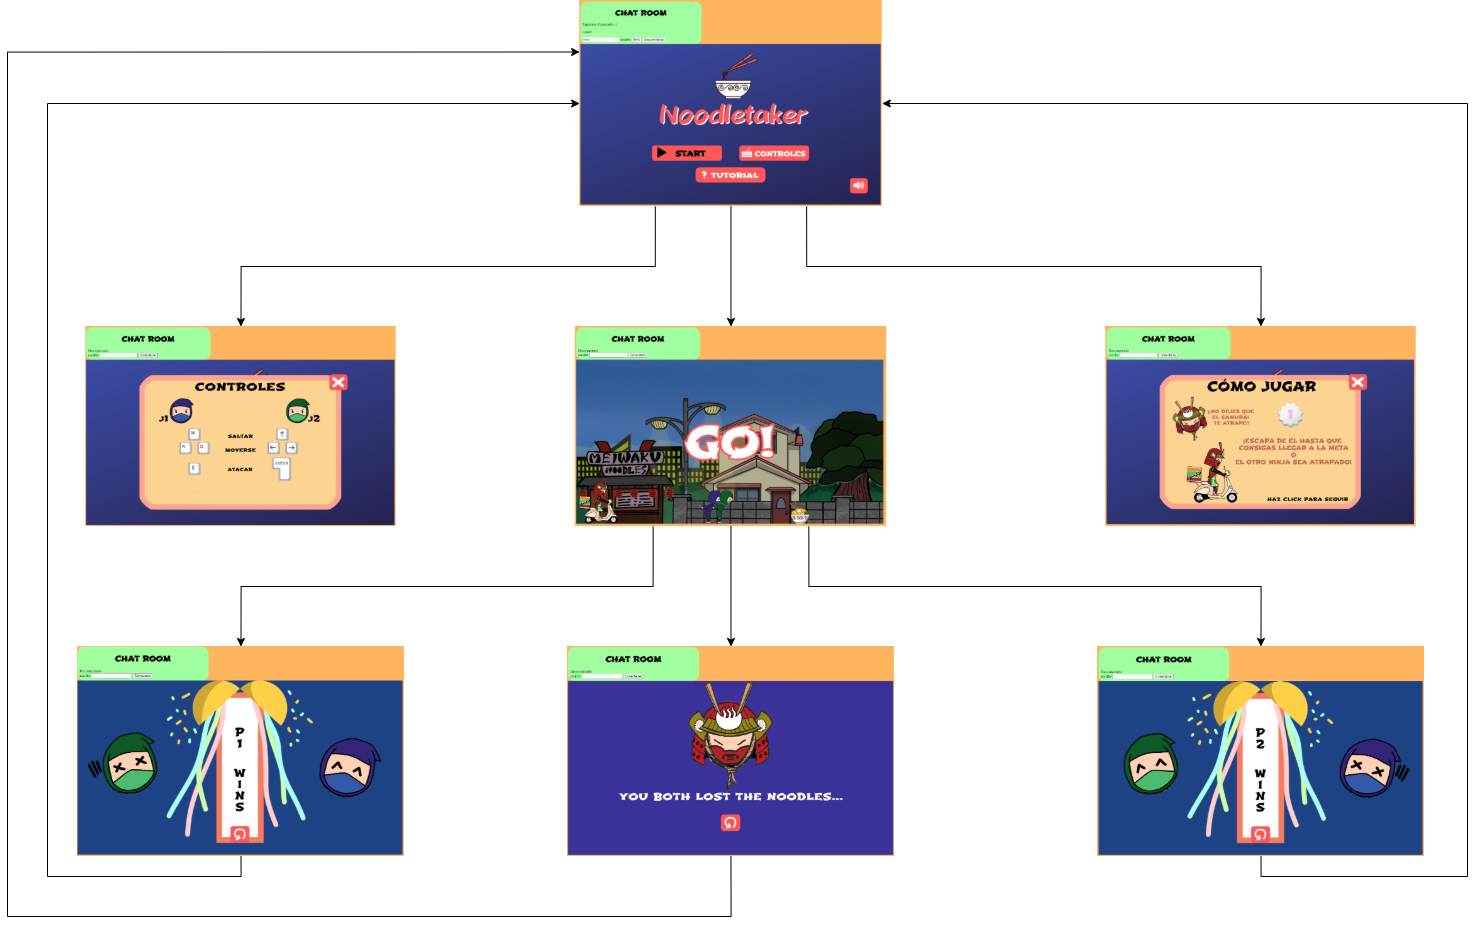 CHAT ROOM
Noodletaker
START
CONTROLES
? TUTORIAL
CHAT ROOM
CONTROLES
J1
J2
W
SALTAR
A
D
MOVERSE
E
ATACAR
CHAT ROOM
MEIWAKU
NOODLES
GO!
CHAT ROOM
CÓMO JUGAR
¡NO DEJES QUE
EL SAMURAI
TE ATRAPE!
¡ESCAPA DE EL HASTA QUE
CONSIGAS LLEGAR A LA META
O
EL OTRO NINJA SEA ATRAPADO!
HAZ CLICK PARA SEGUIR
CHAT ROOM
P1
WINS
CHAT ROOM
YOU BOTH LOST THE NOODLES...
CHAT ROOM
P2
WINS